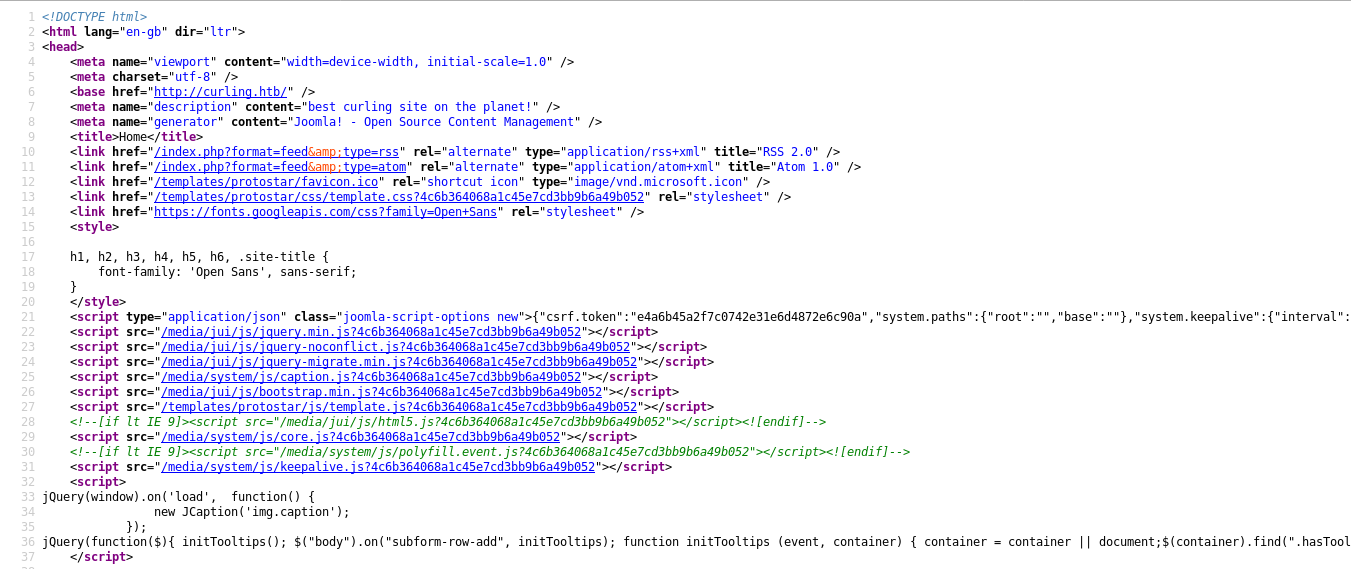 1 <!DOCTYPE html>
2 <html lang="en-gb" dir="ltr">
3 <head>
4 <meta name="viewport" content="width=device-width, initial-scale=1.0" />
5 <meta charset="utf-8" />
6 <base href="http://curling.htb/" />
7 <meta name="description" content="best curling site on the planet!" />
8 <meta name="generator" content="Joomla! - Open Source Content Management" />
9 <title>Home</title>
10 <link href="/index.php?format=feed&amp;type=rss" rel="alternate" type="application/rss+xml" title="RSS 2.0" />
11 <link href="/index.php?format=feed&amp;type=atom" rel="alternate" type="application/atom+xml" title="Atom 1.0" />
12 <link href="/templates/protostar/favicon.ico" rel="shortcut icon" type="image/vnd.microsoft.icon" />
13 <link href="/templates/protostar/css/template.css?4c6b364068a1c45e7cd3bb9b6a49b052" rel="stylesheet" />
14 <link href="https://fonts.googleapis.com/css?family=Open+Sans" rel="stylesheet" />
15 <style>
16
17 h1, h2, h3, h4, h5, h6, .site-title {
18 font-family: 'Open Sans', sans-serif;
19 }
20 </style>
21 <script type="application/json" class="joomla-script-options new">{"csrf.token":"e4a6b45a2f7c0742e31e6d4872e6c90a","system.paths":{"root":"","base":""},"system.keepalive":{"interval":
22 <script src="/media/jui/js/jquery.min.js?4c6b364068a1c45e7cd3bb9b6a49b052"></script>
23 <script src="/media/jui/js/jquery-noconflict.js?4c6b364068a1c45e7cd3bb9b6a49b052"></script>
24 <script src="/media/jui/js/jquery-migrate.min.js?4c6b364068a1c45e7cd3bb9b6a49b052"></script>
25 <script src="/media/system/js/caption.js?4c6b364068a1c45e7cd3bb9b6a49b052"></script>
26 <script src="/media/jui/js/bootstrap.min.js?4c6b364068a1c45e7cd3bb9b6a49b052"></script>
27 <script src="/templates/protostar/js/template.js?4c6b364068a1c45e7cd3bb9b6a49b052"></script>
28 <!--[if lt IE 9]><script src="/media/jui/js/html5.js?4c6b364068a1c45e7cd3bb9b6a49b052"></script><![endif]-->
29 <script src="/media/system/js/core.js?4c6b364068a1c45e7cd3bb9b6a49b052"></script>
30 <!--[if lt IE 9]><script src="/media/system/js/polyfill.event.js?4c6b364068a1c45e7cd3bb9b6a49b052"></script><![endif]-->
31 <script src="/media/system/js/keepalive.js?4c6b364068a1c45e7cd3bb9b6a49b052"></script>
32 <script>
33 jQuery(window).on('load', function() {
34 new JCaption('img.caption');
35 });
36 jQuery(function($){ initTooltips(); $("body").on("subform-row-add", initTooltips); function initTooltips (event, container) { container = container || document;$(container).find(".hasTool
37 </script>